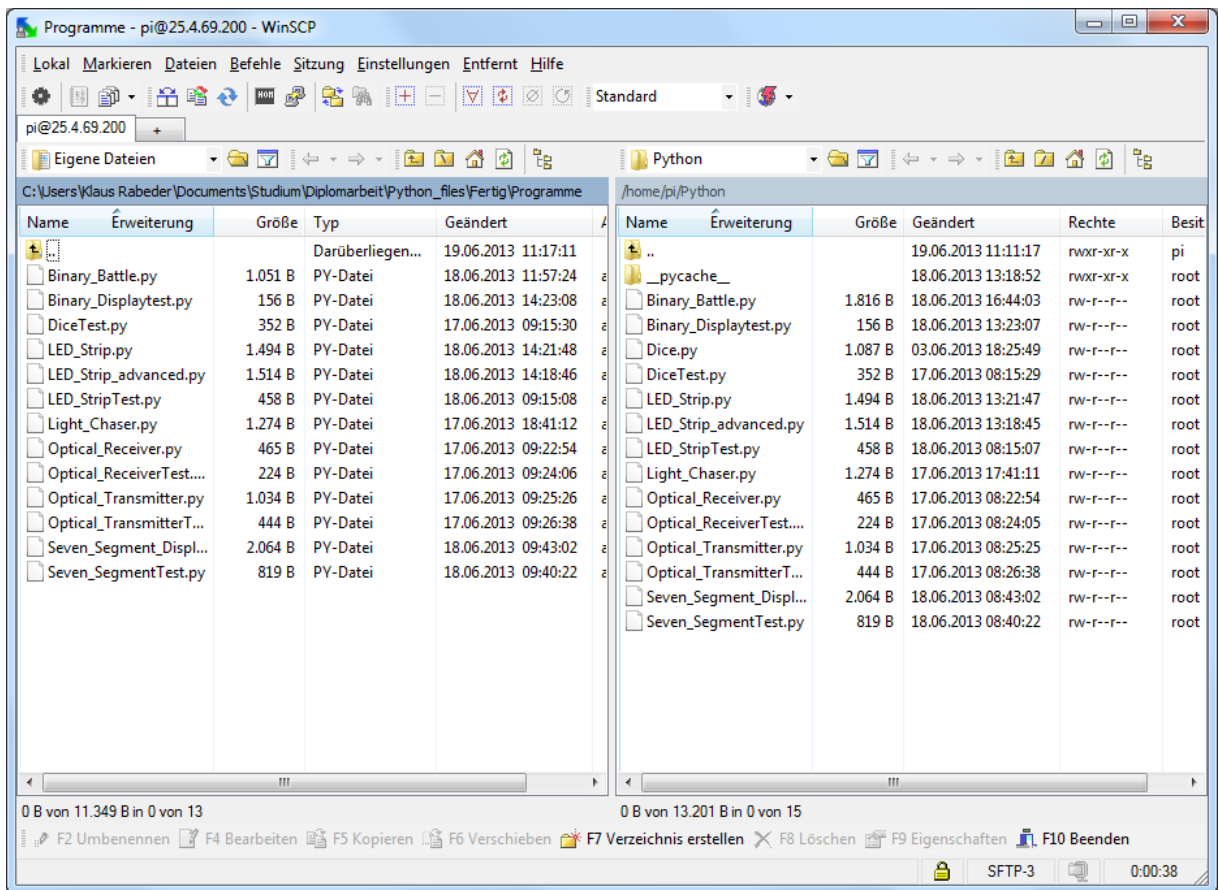 Programme - pi@25.4.69.200 - WinSCP
Lokal Markieren Dateien Befehle Sitzung Einstellungen Entfernt Hilfe
Standard
pi@25.4.69.200 +
Eigene Dateien
Python
C:\Users\Klaus Rabeder\Documents\Studium\Diplomarbeit\Python_files\Fertig\Programme
Name Erweiterung Größe Typ Geändert
.. Darüberliegen... 19.06.2013 11:17:11
Binary_Battle.py 1.051 B PY-Datei 18.06.2013 11:57:24
Binary_Displaytest.py 156 B PY-Datei 18.06.2013 14:23:08
DiceTest.py 352 B PY-Datei 17.06.2013 09:15:30
LED_Strip.py 1.494 B PY-Datei 18.06.2013 14:21:48
LED_Strip_advanced.py 1.514 B PY-Datei 18.06.2013 14:18:46
LED_StripTest.py 458 B PY-Datei 18.06.2013 09:15:08
Light_Chaser.py 1.274 B PY-Datei 17.06.2013 18:41:12
Optical_Receiver.py 465 B PY-Datei 17.06.2013 09:22:54
Optical_ReceiverTest.... 224 B PY-Datei 17.06.2013 09:24:06
Optical_Transmitter.py 1.034 B PY-Datei 17.06.2013 09:25:26
Optical_TransmitterT... 444 B PY-Datei 17.06.2013 09:26:38
Seven_Segment_Displ... 2.064 B PY-Datei 18.06.2013 09:43:02
Seven_SegmentTest.py 819 B PY-Datei 18.06.2013 09:40:22
0 B von 11.349 B in 0 von 13
/home/pi/Python
Name Erweiterung Größe Geändert Rechte Besit
.. 19.06.2013 11:11:17 rwxr-xr-x pi
__pycache__ 18.06.2013 13:18:52 rwxr-xr-x root
Binary_Battle.py 1.816 B 18.06.2013 16:44:03 rw-r--r-- root
Binary_Displaytest.py 156 B 18.06.2013 13:23:07 rw-r--r-- root
Dice.py 1.087 B 03.06.2013 18:25:49 rw-r--r-- root
DiceTest.py 352 B 17.06.2013 08:15:29 rw-r--r-- root
LED_Strip.py 1.494 B 18.06.2013 13:21:47 rw-r--r-- root
LED_Strip_advanced.py 1.514 B 18.06.2013 13:18:45 rw-r--r-- root
LED_StripTest.py 458 B 18.06.2013 08:15:07 rw-r--r-- root
Light_Chaser.py 1.274 B 17.06.2013 17:41:11 rw-r--r-- root
Optical_Receiver.py 465 B 17.06.2013 08:22:54 rw-r--r-- root
Optical_ReceiverTest.... 224 B 17.06.2013 08:24:05 rw-r--r-- root
Optical_Transmitter.py 1.034 B 17.06.2013 08:25:25 rw-r--r-- root
Optical_TransmitterT... 444 B 17.06.2013 08:26:38 rw-r--r-- root
Seven_Segment_Displ... 2.064 B 18.06.2013 08:43:02 rw-r--r-- root
Seven_SegmentTest.py 819 B 18.06.2013 08:40:22 rw-r--r-- root
0 B von 13.201 B in 0 von 15
F2 Umbenennen F4 Bearbeiten F5 Kopieren F6 Verschieben F7 Verzeichnis erstellen F8 Löschen F9 Eigenschaften F10 Beenden
SFTP-3 0:00:38